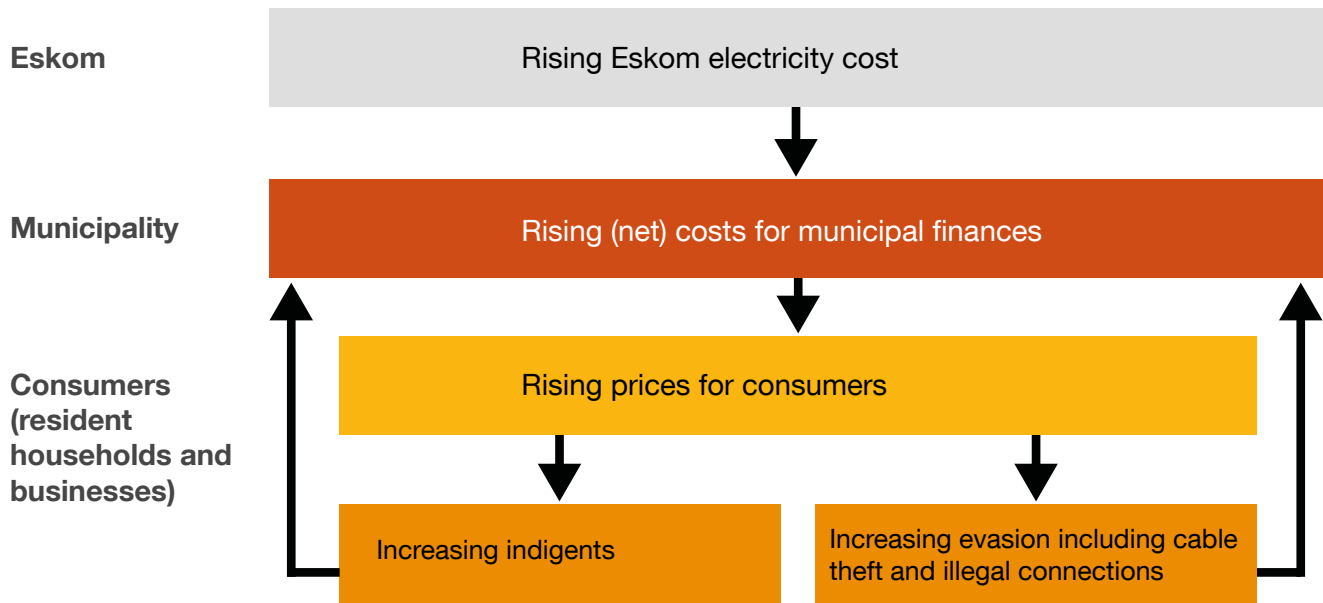 Eskom
Rising Eskom electricity cost
Municipality
Rising (net) costs for municipal finances
Consumers
(resident
households and
businesses)
Rising prices for consumers
Increasing indigents
Increasing evasion including cable
theft and illegal connections